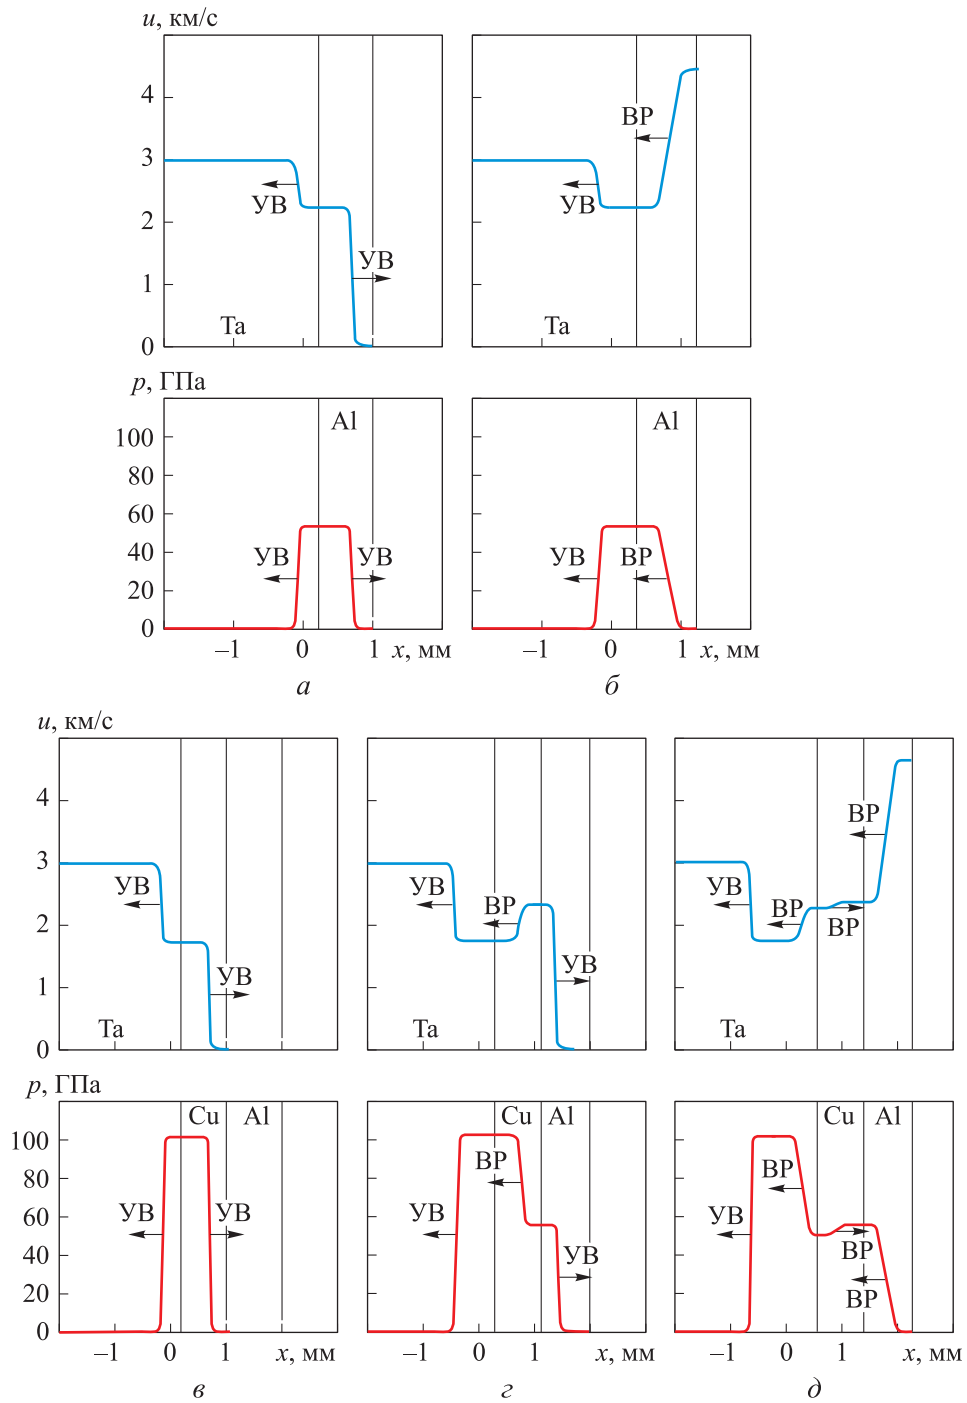 u, км/с
4
3
2
1
0
УВ
УВ
Ta
ВР
УВ
Ta
p, ГПа
100
80
60
40
20
0
Al
УВ
УВ
–1
0
1
x, мм
а
Al
УВ
ВР
–1
0
1
x, мм
б
u, км/с
4
3
2
1
0
УВ
УВ
Ta
УВ
ВР
УВ
Ta
ВР
УВ
ВР
ВР
Ta
p, ГПа
100
80
60
40
20
0
Cu
Al
УВ
УВ
–1
0
1
x, мм
в
Cu
Al
ВР
УВ
УВ
–1
0
1
x, мм
г
Cu
Al
ВР
УВ
ВР
ВР
–1
0
1
x, мм
д